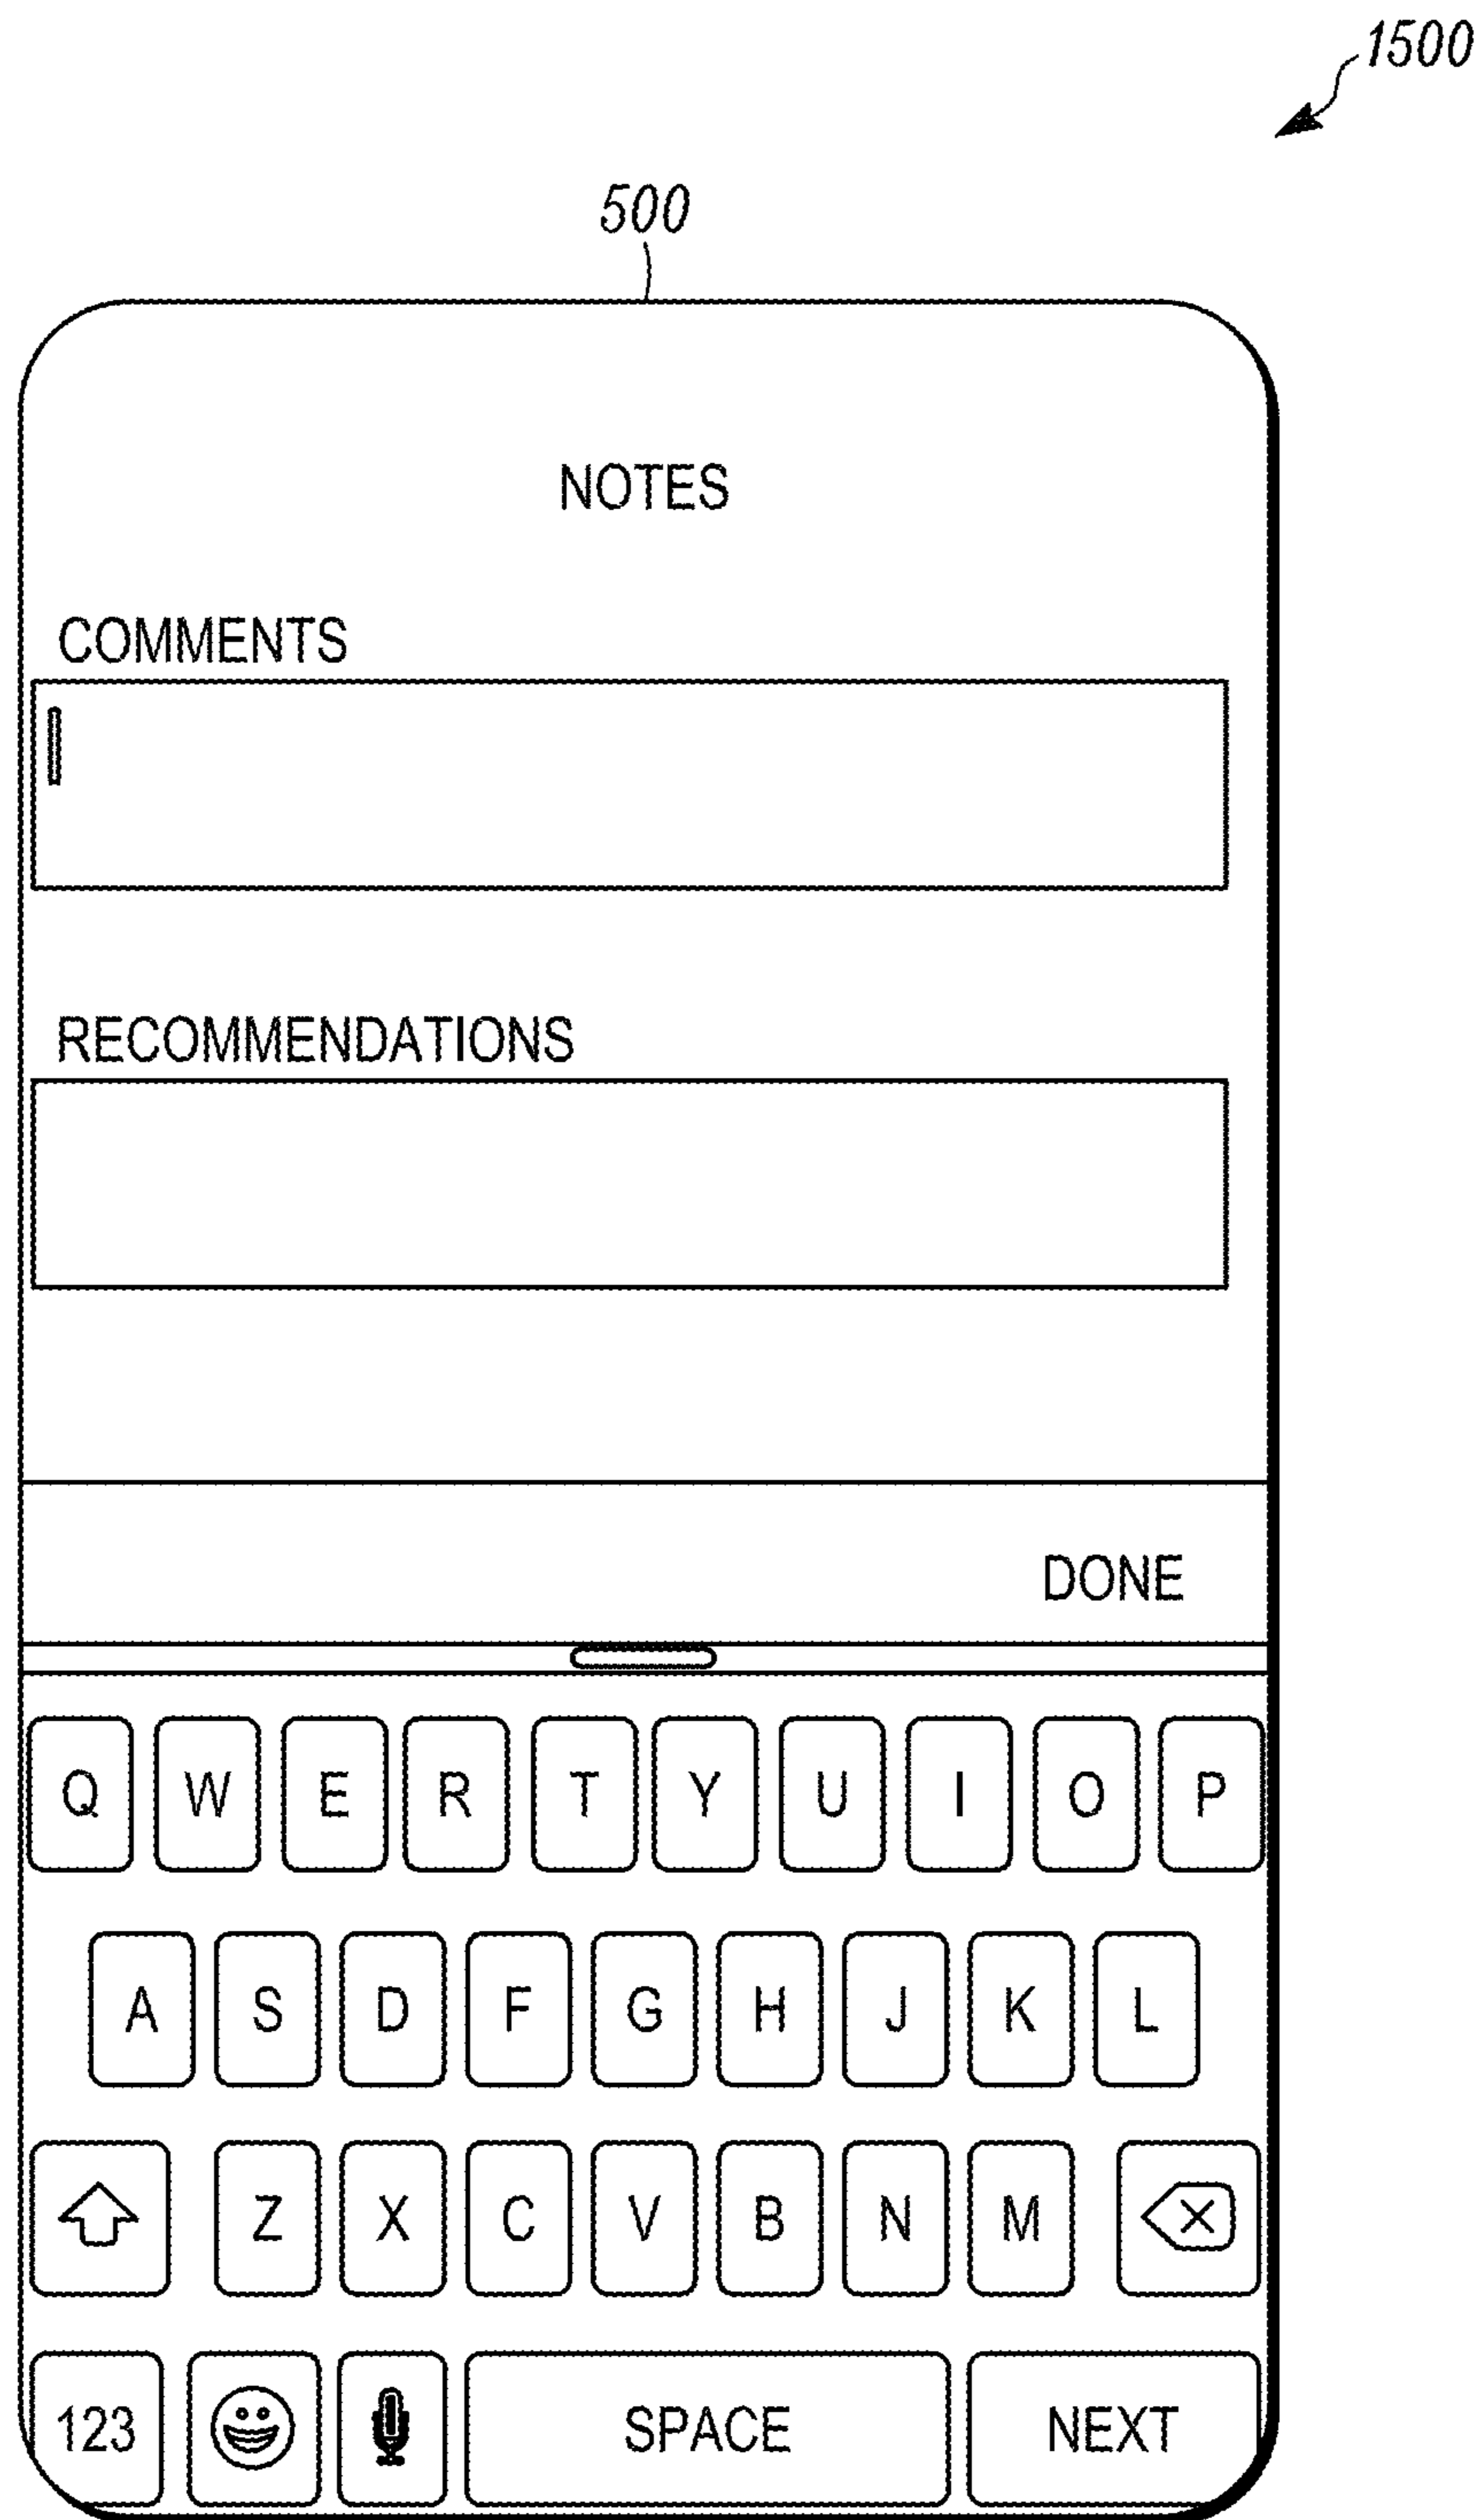 1500
500
NOTES
COMMENTS
RECOMMENDATIONS
DONE
Q W E R T Y U I O P
A S D F G H J K L
Z X C V B N M
123 SPACE NEXT